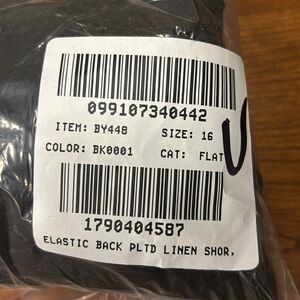 099107340442
ITEM: BY448 SIZE: 16
COLOR: BK0001 CAT: FLAT
1790404587
ELASTIC BACK PLTD LINEN SHOR,